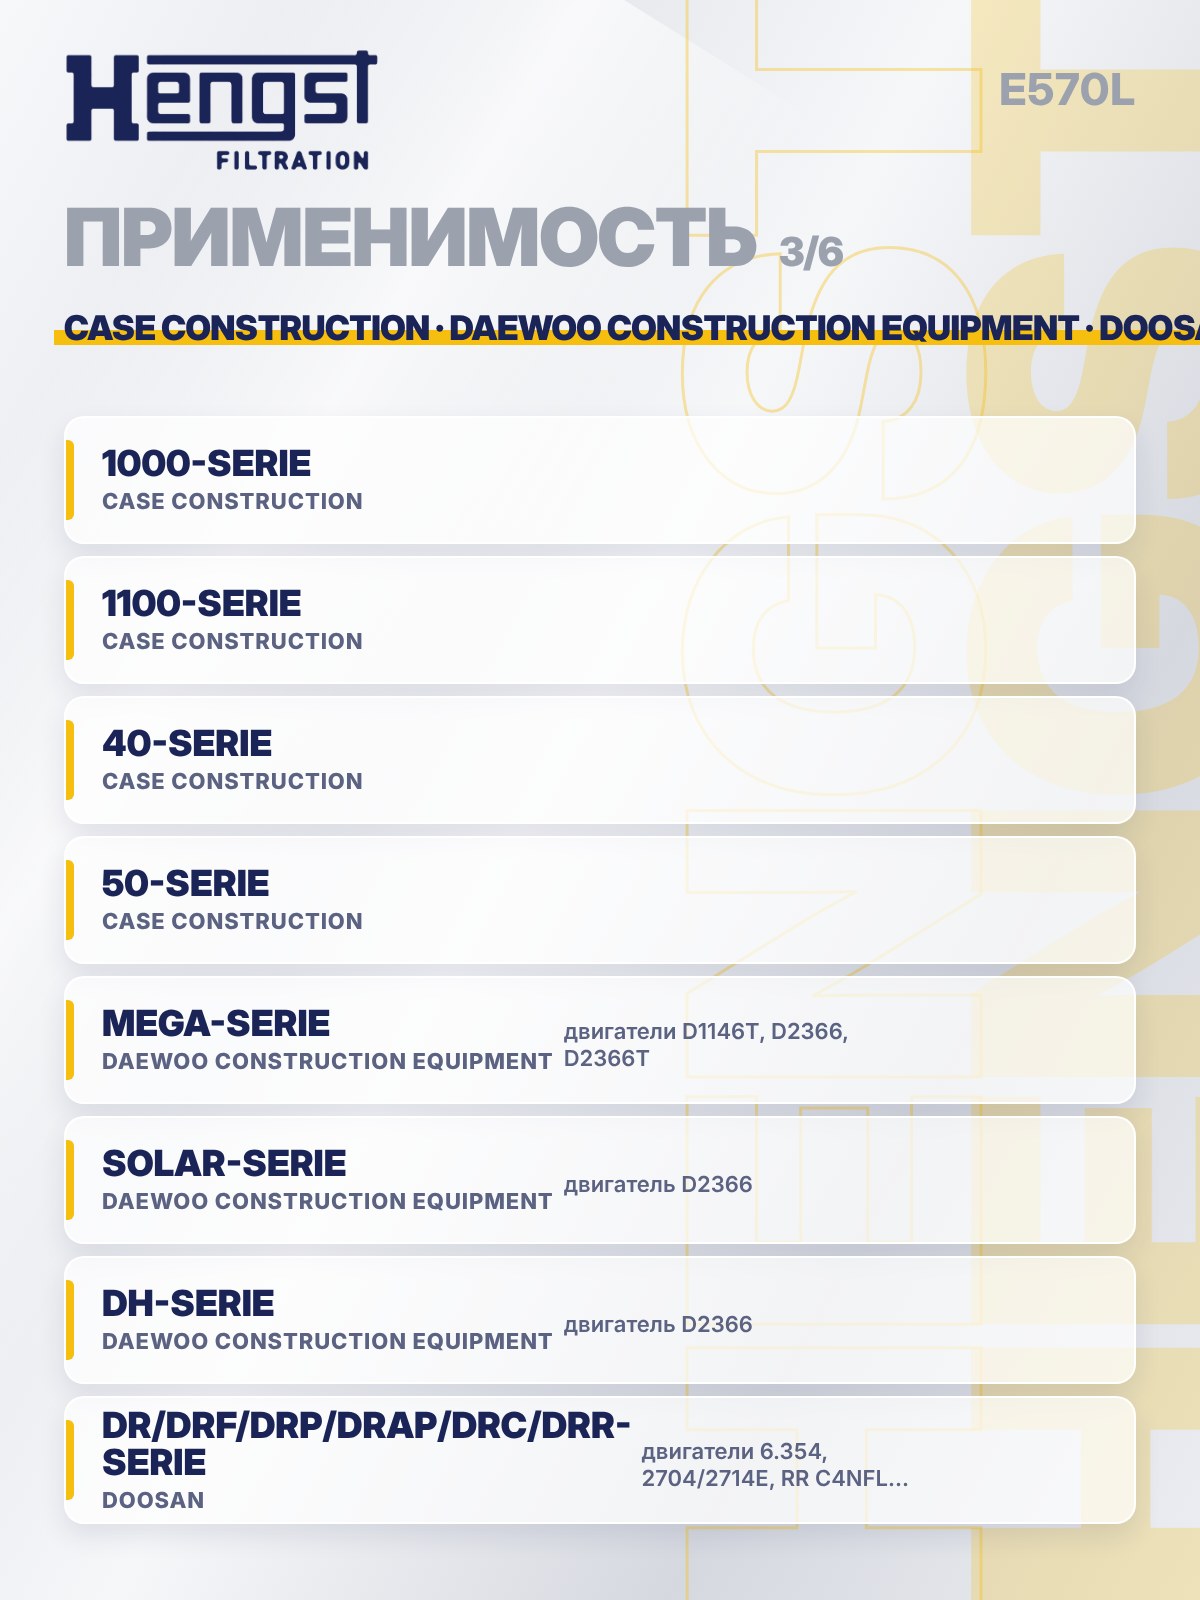 Hengst
FILTRATION
E570L
ПРИМЕНИМОСТЬ 3/6
CASE CONSTRUCTION · DAEWOO CONSTRUCTION EQUIPMENT · DOOSA
1000-SERIE
CASE CONSTRUCTION
1100-SERIE
CASE CONSTRUCTION
40-SERIE
CASE CONSTRUCTION
50-SERIE
CASE CONSTRUCTION
MEGA-SERIE
DAEWOO CONSTRUCTION EQUIPMENT
двигатели D1146T, D2366,
D2366T
SOLAR-SERIE
DAEWOO CONSTRUCTION EQUIPMENT
двигатель D2366
DH-SERIE
DAEWOO CONSTRUCTION EQUIPMENT
двигатель D2366
DR/DRF/DRP/DRAP/DRC/DRR-
SERIE
DOOSAN
двигатели 6.354,
2704/2714E, RR C4NFL...
HENGST
HENGST